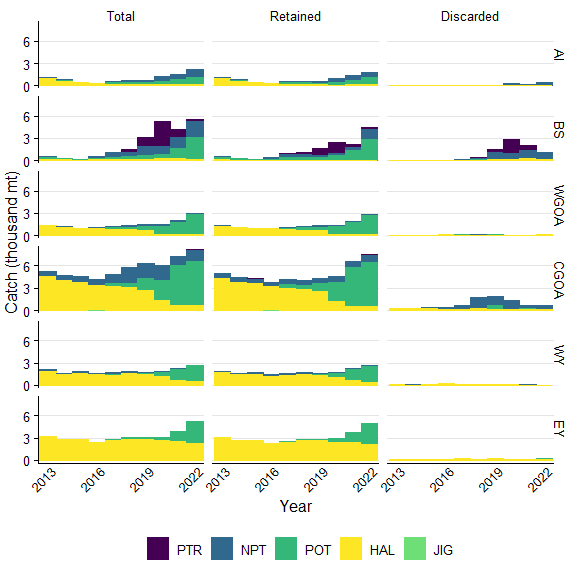 Total Retained Discarded
6
3
0
AI
6
3
0
BS
6
3
0
WGOA
6
3
0
CGOA
6
3
0
WY
6
3
0
EY
Catch (thousand mt)
2013 2016 2019 2022 2013 2016 2019 2022 2013 2016 2019 2022
Year
PTR NPT POT HAL JIG